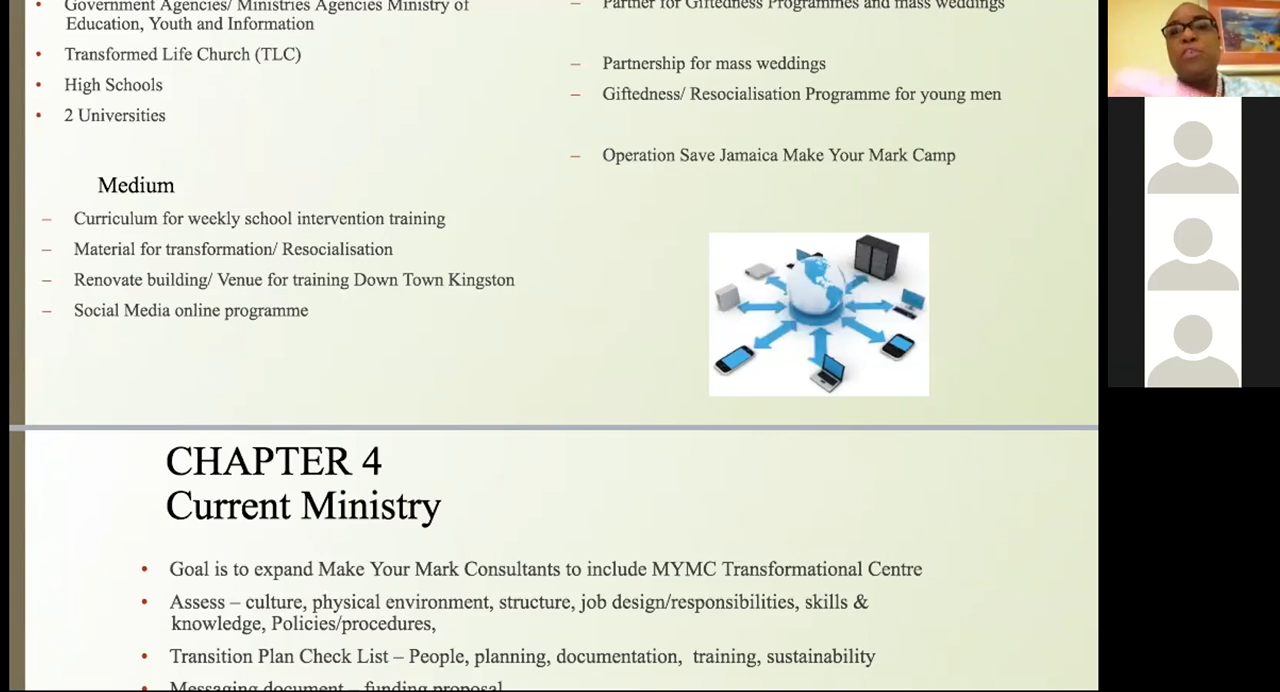 Government Agencies/ Ministries Agencies Ministry of
Education, Youth and Information
Transformed Life Church (TLC)
High Schools
2 Universities
Medium
– Curriculum for weekly school intervention training
– Material for transformation/ Resocialisation
– Renovate building/ Venue for training Down Town Kingston
– Social Media online programme
– Partner for Giftedness Programmes and mass weddings
– Partnership for mass weddings
– Giftedness/ Resocialisation Programme for young men
– Operation Save Jamaica Make Your Mark Camp
CHAPTER 4
Current Ministry
• Goal is to expand Make Your Mark Consultants to include MYMC Transformational Centre
• Assess – culture, physical environment, structure, job design/responsibilities, skills &
knowledge, Policies/procedures,
• Transition Plan Check List – People, planning, documentation, training, sustainability
• Messaging document – funding proposal